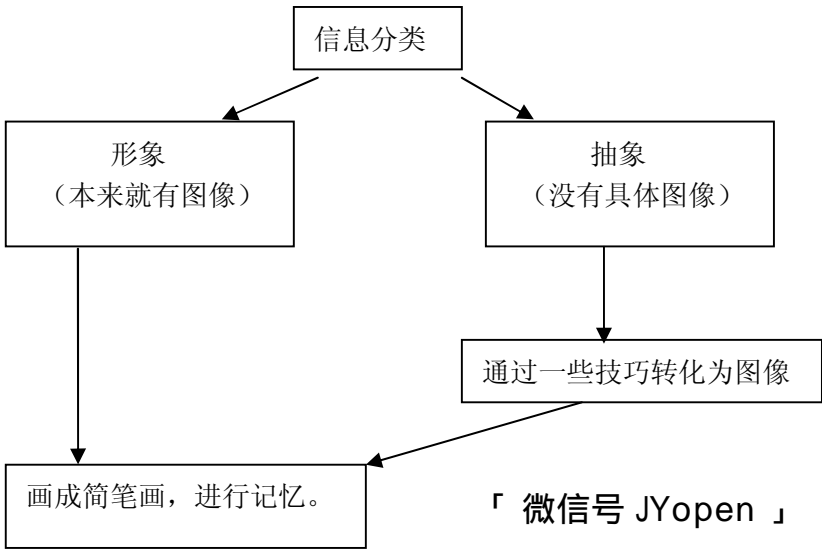 信息分类
形象
（本来就有图像）
抽象
（没有具体图像）
通过一些技巧转化为图像
画成简笔画，进行记忆。
「 微信号 JYopen 」